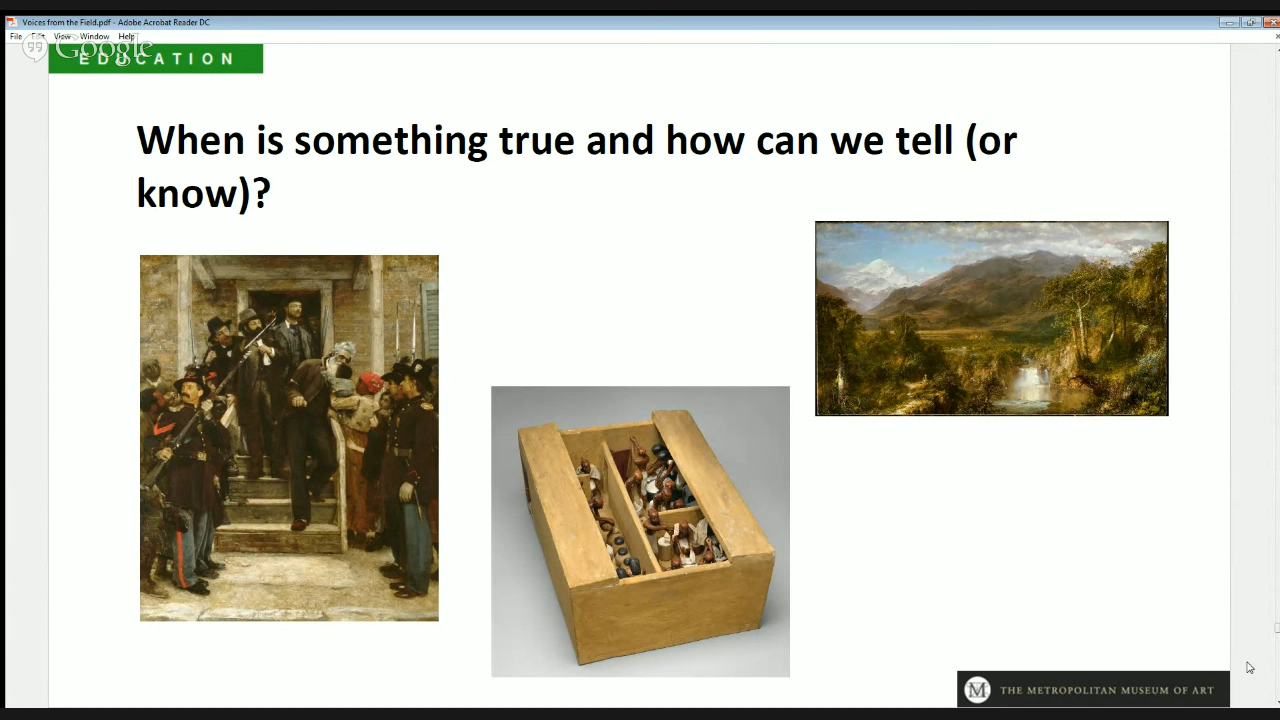 Voices from the Field.pdf - Adobe Acrobat Reader DC
File Edit View Window Help
Google
EDUCATION
When is something true and how can we tell (or
know)?
M THE METROPOLITAN MUSEUM OF ART